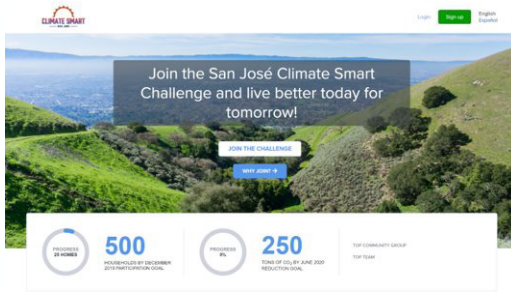 CLIMATE SMART
Login
Sign up
English
Español
Join the San José Climate Smart
Challenge and live better today for
tomorrow!
JOIN THE CHALLENGE
WHY JOIN? →
PROGRESS
25 HOMES
500
HOUSEHOLDS BY DECEMBER
2019 PARTICIPATION GOAL
PROGRESS
250
TONS OF CO₂ BY JUNE 2020
REDUCTION GOAL
TOP COMMUNITY GROUP
TOP TEAM